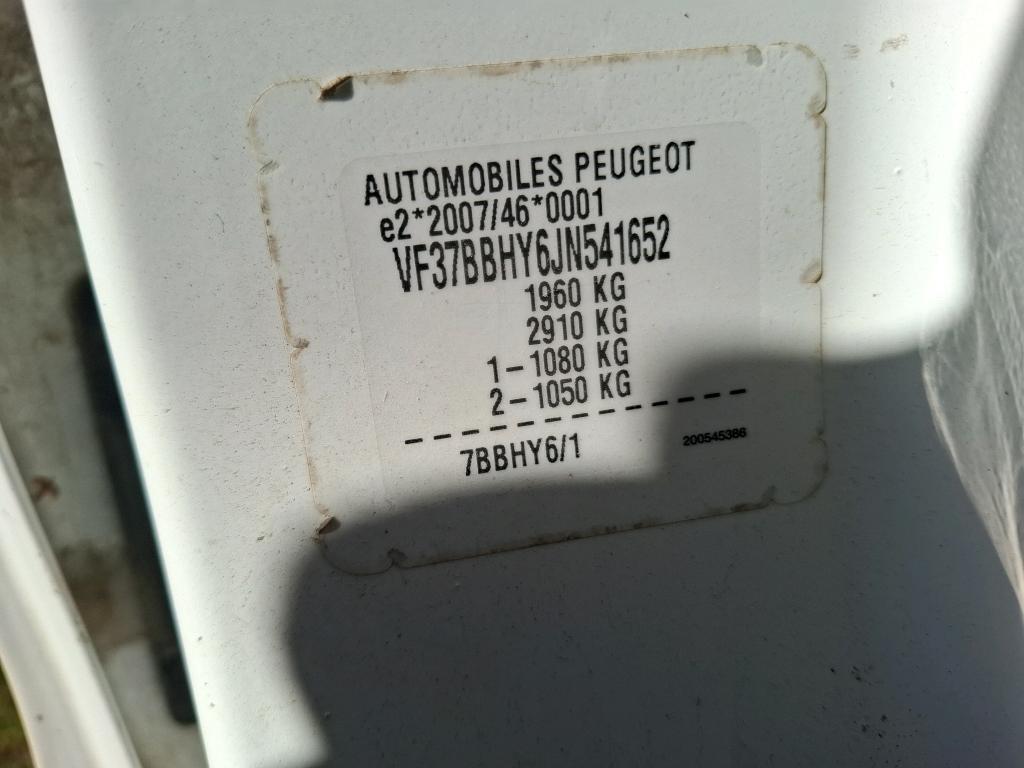 AUTOMOBILES PEUGEOT
e2*2007/46*0001
VF37BBHY6JN541652
1960 KG
2910 KG
1-1080 KG
2-1050 KG
7BBHY6/1
200545386